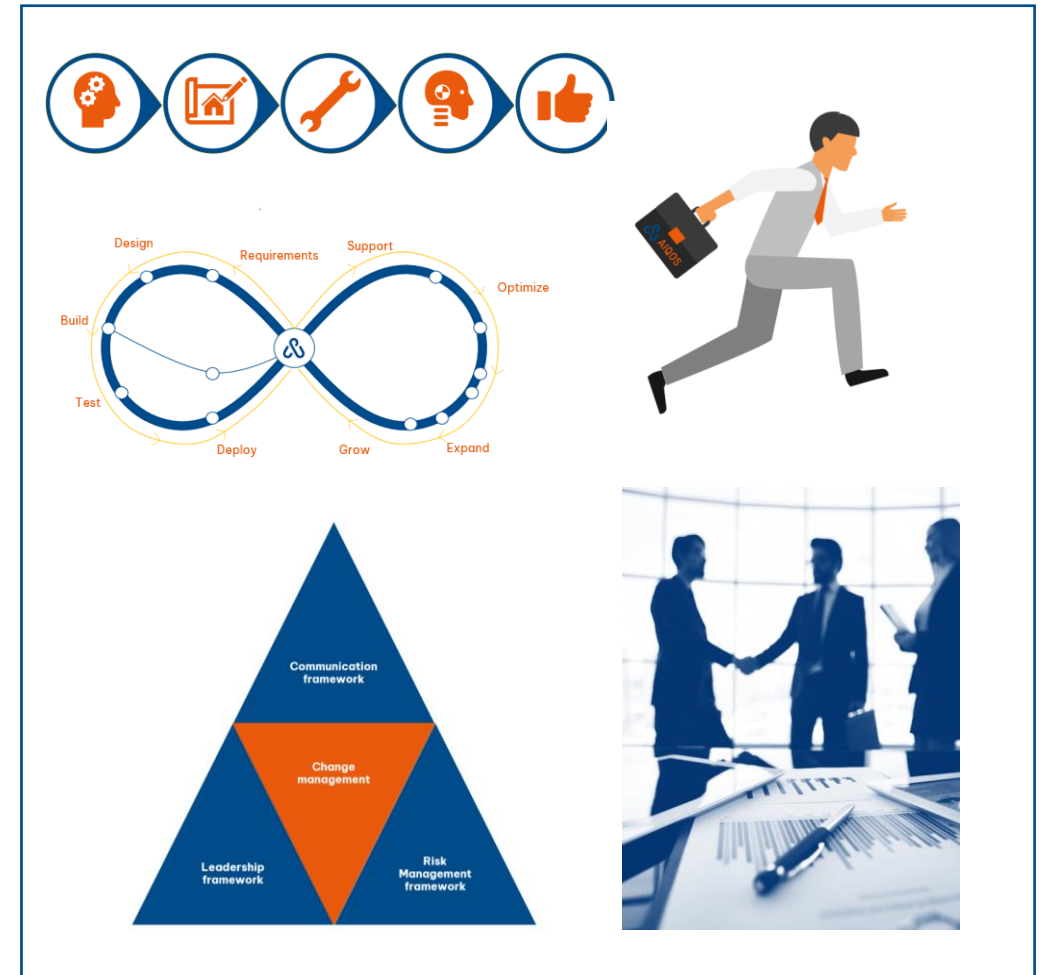 Design
Requirements
Support
Optimize
Build
AIQOS
Test
Deploy
Grow
Expand
Communication
framework
Change
management
Leadership
framework
Risk
Management
framework